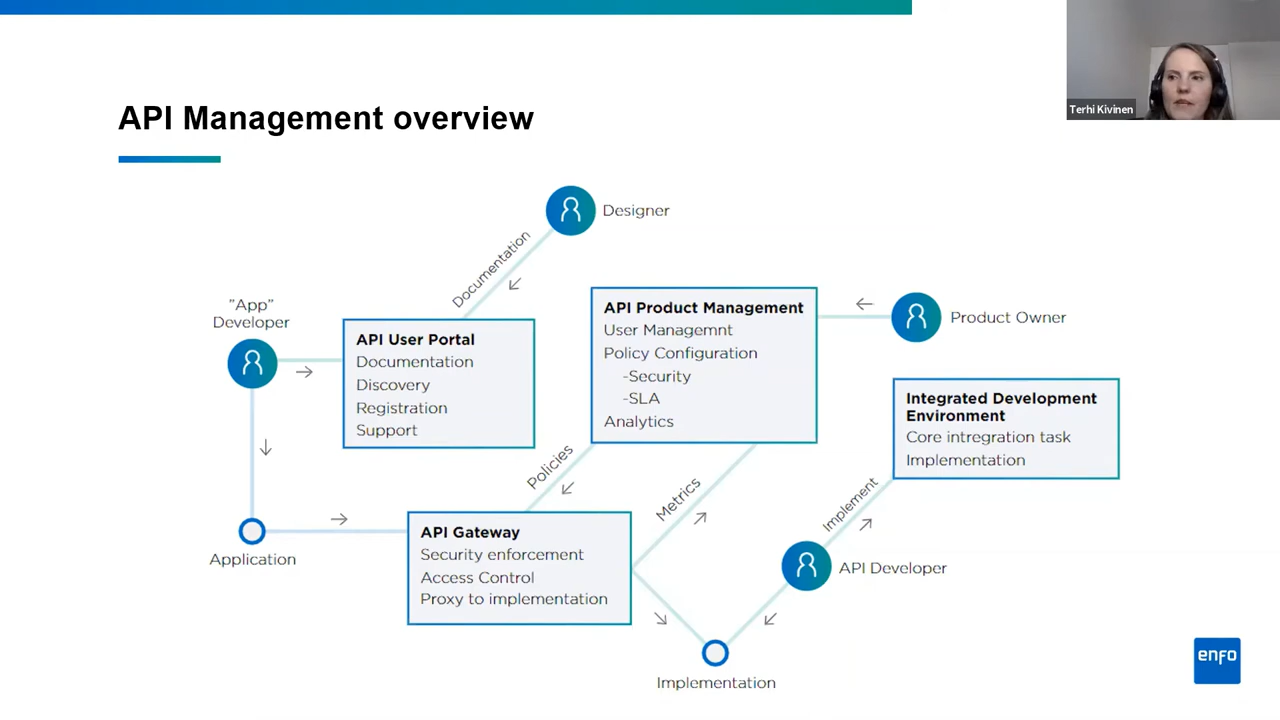 Terhi Kivinen
API Management overview
Designer
Documentation
"App"
Developer
API User Portal
Documentation
Discovery
Registration
Support
API Product Management
User Managemnt
Policy Configuration
-Security
-SLA
Analytics
Product Owner
Integrated Development
Environment
Core intregration task
Implementation
Policies
Metrics
Implement
Application
API Gateway
Security enforcement
Access Control
Proxy to implementation
API Developer
Implementation
enfo